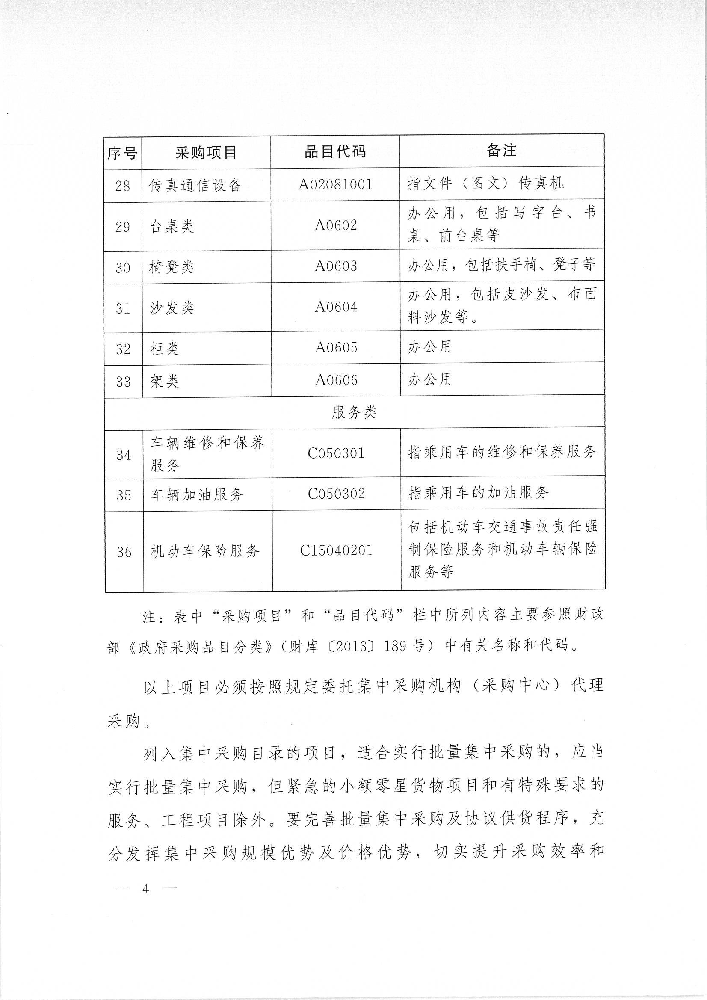 序号 采购项目 品目代码 备注
28 传真通信设备 A02081001 指文件（图文）传真机
29 台桌类 A0602 办公用，包括写字台、书
桌、前台桌等
30 椅凳类 A0603 办公用，包括扶手椅、凳子等
31 沙发类 A0604 办公用，包括皮沙发、布面
料沙发等。
32 柜类 A0605 办公用
33 架类 A0606 办公用
服务类
34 车辆维修和保养
服务 C050301 指乘用车的维修和保养服务
35 车辆加油服务 C050302 指乘用车的加油服务
36 机动车保险服务 C15040201 包括机动车交通事故责任强
制保险服务和机动车辆保险
服务等
注：表中“采购项目”和“品目代码”栏中所列内容主要参照财政
部《政府采购品目分类》（财库〔2013〕189号）中有关名称和代码。
以上项目必须按照规定委托集中采购机构（采购中心）代理
采购。
列入集中采购目录的项目，适合实行批量集中采购的，应当
实行批量集中采购，但紧急的小额零星货物项目和有特殊要求的
服务、工程项目除外。要完善批量集中采购及协议供货程序，充
分发挥集中采购规模优势及价格优势，切实提升采购效率和
— 4 —